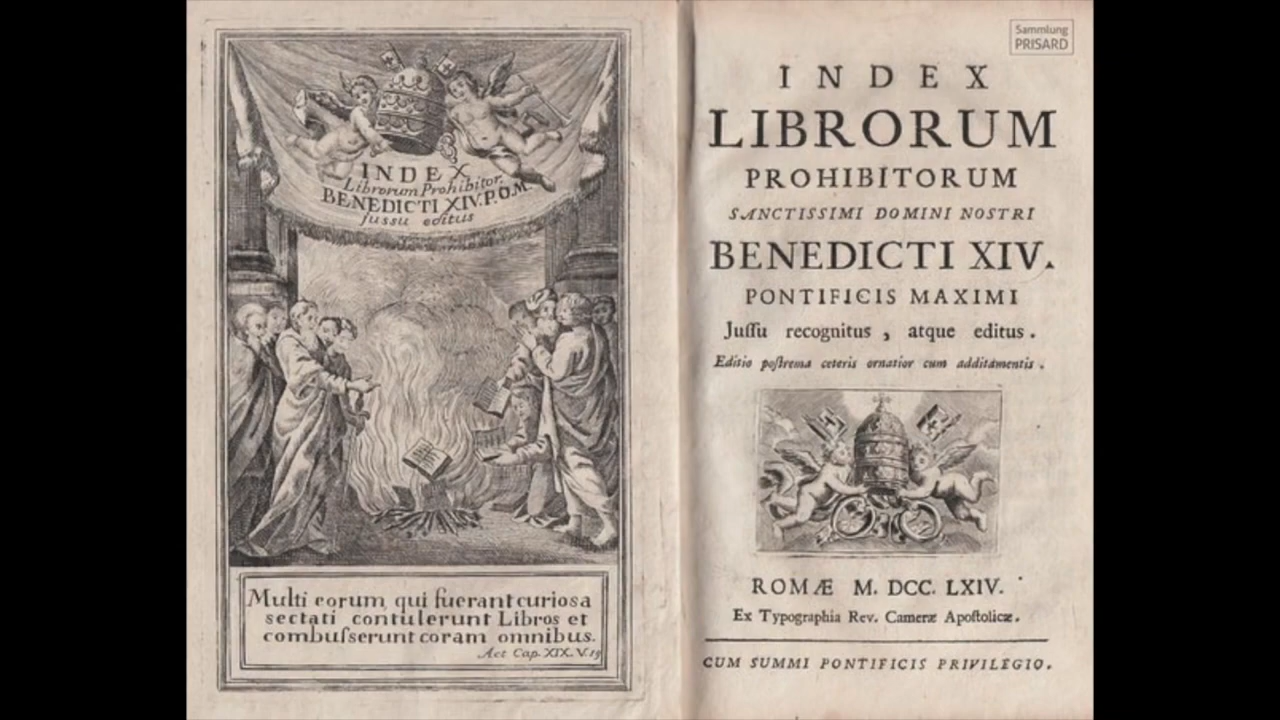 INDEX
Librorum Prohibitor.
BENEDICTI XIV. P.O.M.
jussu editus
Multi eorum, qui fuerant curiosa
sectati contulerunt Libros et
combuſserunt coram omnibus.
Act Cap. XIX. V. 19
Sammlung
PRISARD
INDEX
LIBRORUM
PROHIBITORUM
SANCTISSIMI DOMINI NOSTRI
BENEDICTI XIV.
PONTIFICIS MAXIMI
Juſſu recognitus , atque editus .
Editio poſtrema ceteris ornatior cum additamentis .
ROMÆ M. DCC. LXIV.
Ex Typographia Rev. Cameræ Apoſtolicæ.
CUM SUMMI PONTIFICIS PRIVILEGIO.